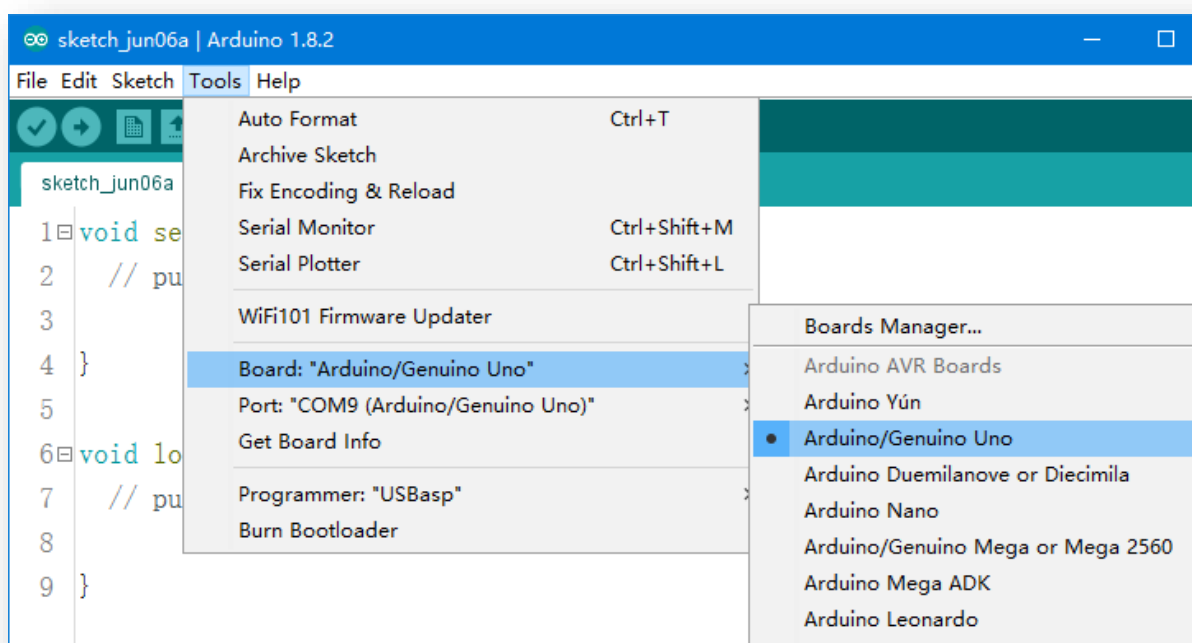 sketch_jun06a | Arduino 1.8.2
File Edit Sketch Tools Help
sketch_jun06a
Auto Format Ctrl+T
Archive Sketch
Fix Encoding & Reload
Serial Monitor Ctrl+Shift+M
Serial Plotter Ctrl+Shift+L
WiFi101 Firmware Updater
Board: "Arduino/Genuino Uno"
Port: "COM9 (Arduino/Genuino Uno)"
Get Board Info
Programmer: "USBasp"
Burn Bootloader
Boards Manager...
Arduino AVR Boards
Arduino Yún
Arduino/Genuino Uno
Arduino Duemilanove or Diecimila
Arduino Nano
Arduino/Genuino Mega or Mega 2560
Arduino Mega ADK
Arduino Leonardo
1 void se
2 // pu
3
4 }
5
6 void lo
7 // pu
8
9 }